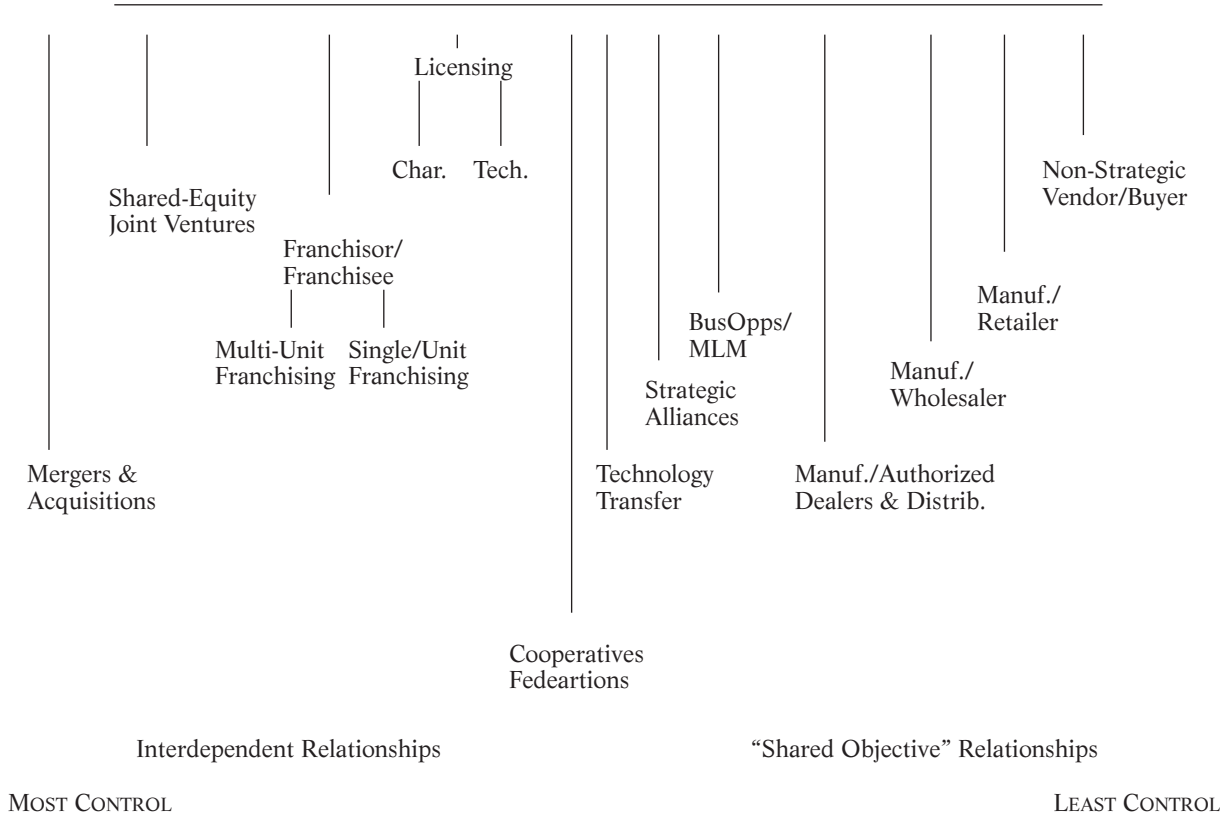 Licensing
Char. Tech.
Shared-Equity
Joint Ventures
Non-Strategic
Vendor/Buyer
Franchisor/
Franchisee
Multi-Unit
Franchising
Single/Unit
Franchising
BusOpps/
MLM
Manuf./
Retailer
Strategic
Alliances
Manuf./
Wholesaler
Mergers &
Acquisitions
Technology
Transfer
Manuf./Authorized
Dealers & Distrib.
Cooperatives
Fedeartions
Interdependent Relationships
“Shared Objective” Relationships
MOST CONTROL
LEAST CONTROL